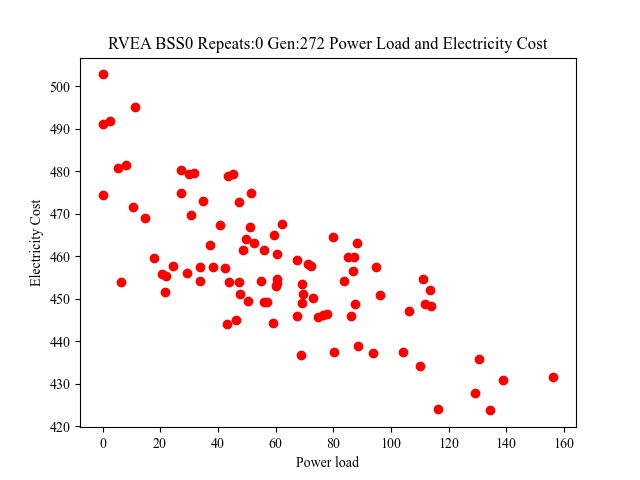 RVEA BSS0 Repeats:0 Gen:272 Power Load and Electricity Cost
500
490
480
470
460
450
440
430
420
Electricity Cost
0 20 40 60 80 100 120 140 160
Power load